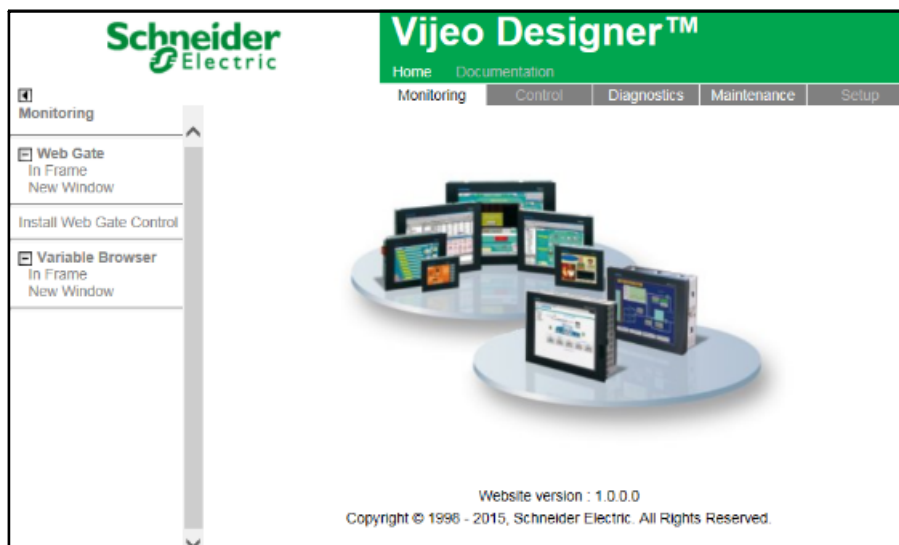 Schneider
Electric
Vijeo Designer™
Home Documentation
Monitoring Control Diagnostics Maintenance Setup
Monitoring
Web Gate
In Frame
New Window
Install Web Gate Control
Variable Browser
In Frame
New Window
Website version : 1.0.0.0
Copyright © 1998 - 2015, Schneider Electric. All Rights Reserved.